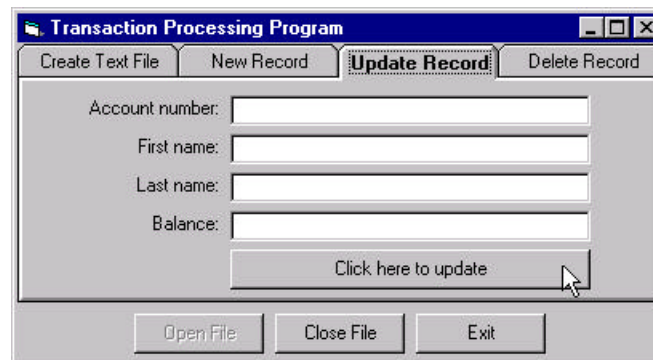 Transaction Processing Program
Create Text File New Record Update Record Delete Record
Account number:
First name:
Last name:
Balance:
Click here to update
Open File Close File Exit